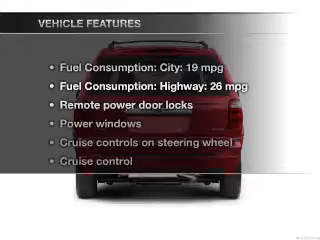 VEHICLE FEATURES
• Fuel Consumption: City: 19 mpg
• Fuel Consumption: Highway: 26 mpg
• Remote power door locks
• Power windows
• Cruise controls on steering wheel
• Cruise control